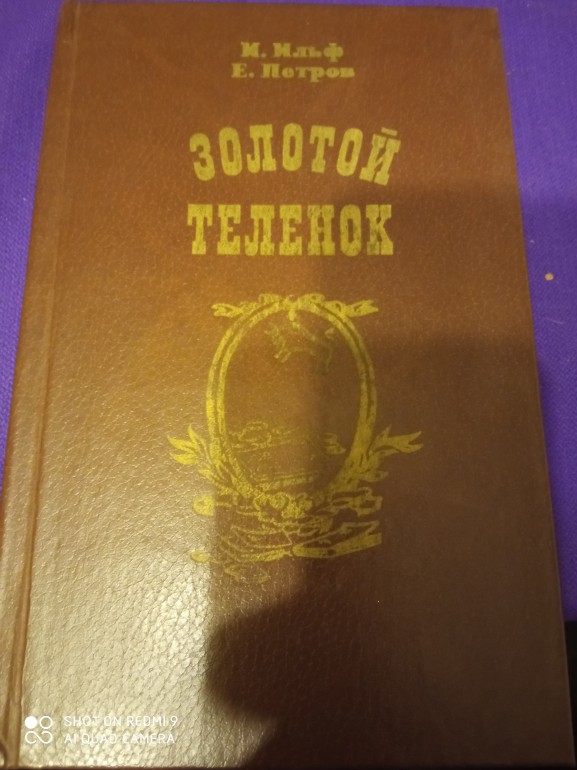 И. Ильф
Е. Петров
ЗОЛОТОЙ
ТЕЛЕНОК
SHOT ON REDMI 9
AI QUAD CAMERA